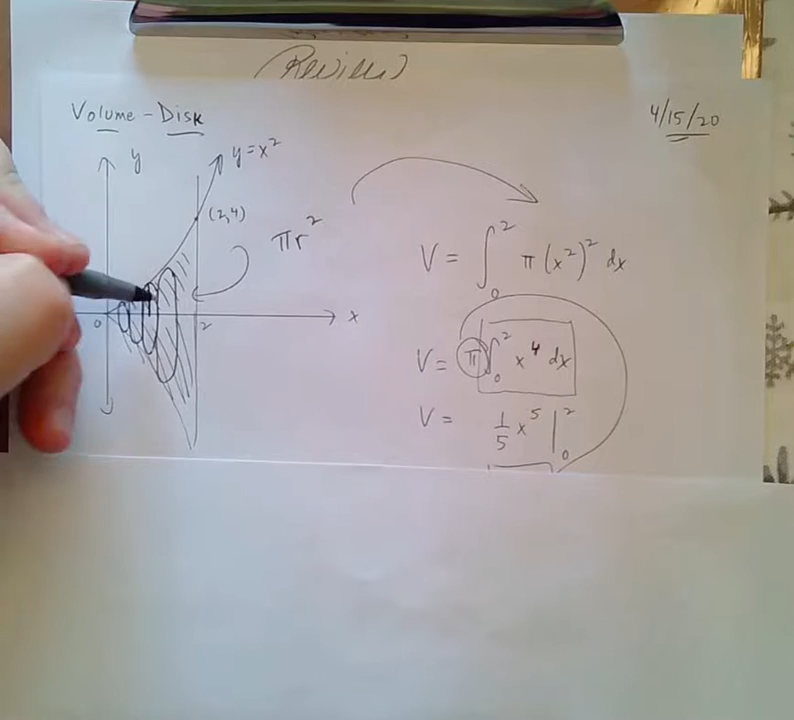 (Review)
Volume - Disk
4/15/20
y
y=x²
(2,4)
πr²
0
2
x
V = ∫₀² π(x²)² dx
V = π∫₀² x⁴ dx
V = 1/5 x⁵ |₀²